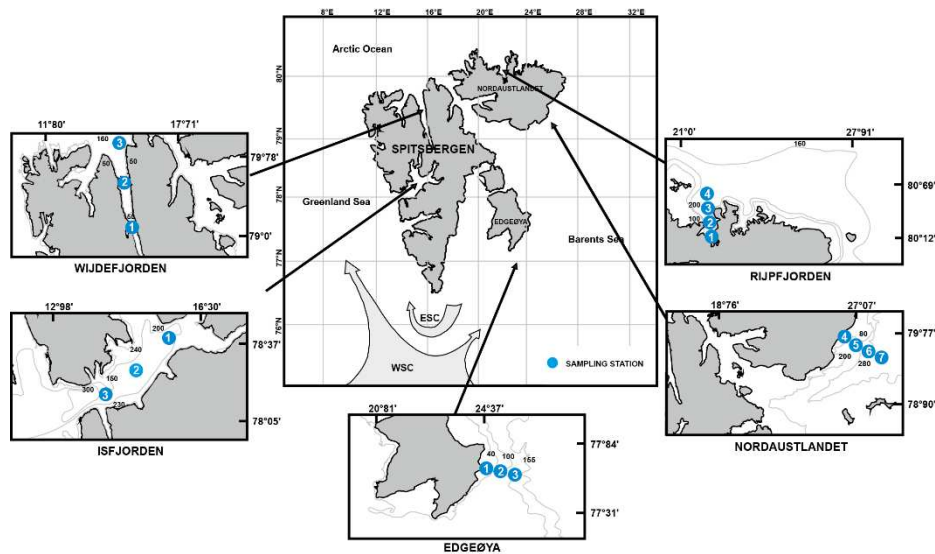 8°E 12°E 16°E 20°E 24°E 28°E 32°E
Arctic Ocean
80°N
79°N
78°N
77°N
76°N
NORDAUSTLANDET
SPITSBERGEN
Greenland Sea
EDGEØYA
Barents Sea
ESC
WSC
SAMPLING STATION
11°80 17°71
160
3
50 50
2
1
79°78
79°0
WIJDEFJORDEN
12°98 16°30
200 1
240
2
150
300
3
230
78°37
78°05
ISFJORDEN
20°81 24°37
40 100 155
1 2 3
77°84
77°31
EDGEØYA
21°0 27°91
160
4
200 3
100 2
1
80°69
80°12
RIJPFJORDEN
18°76 27°07
4 80
5 6 7
200 280
79°77
78°90
NORDAUSTLANDET